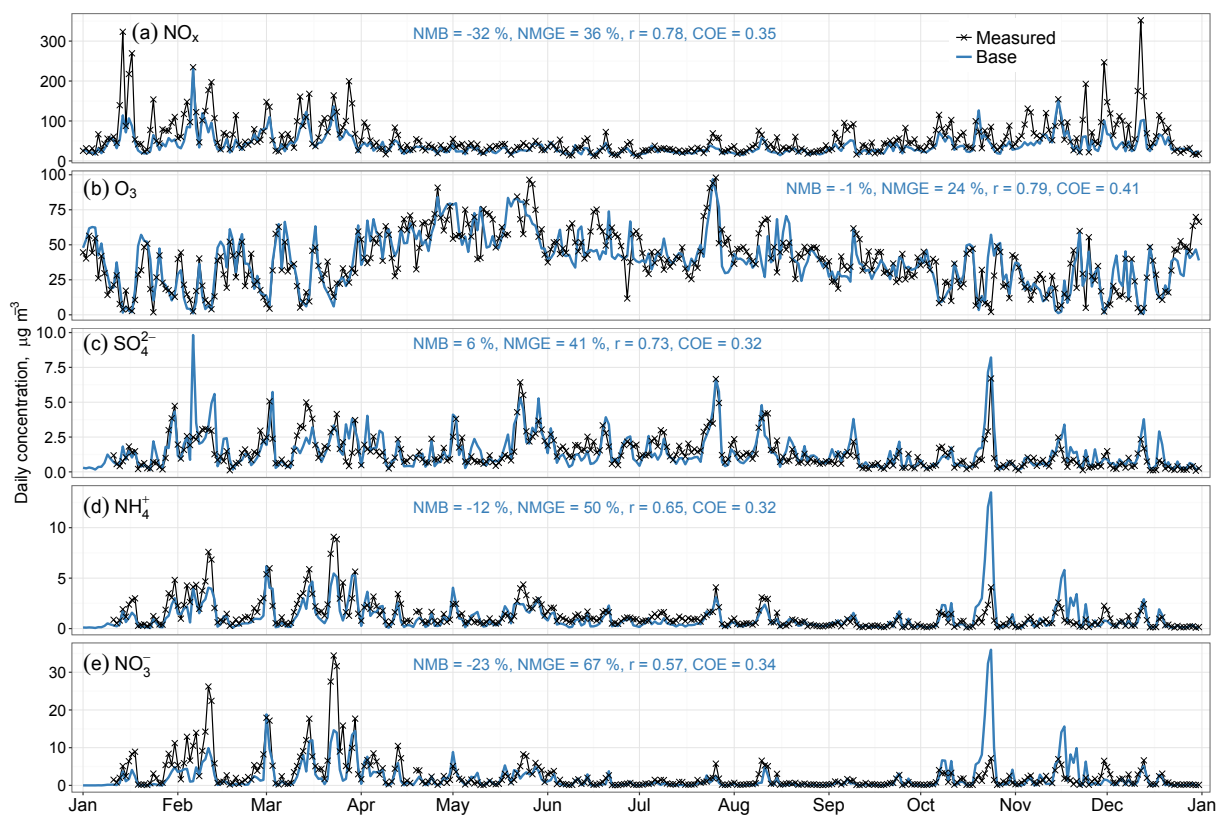 (a) NOₓ
NMB = -32 %, NMGE = 36 %, r = 0.78, COE = 0.35
Measured
Base
300
200
100
0
(b) O₃
NMB = -1 %, NMGE = 24 %, r = 0.79, COE = 0.41
100
75
50
25
0
(c) SO₄²⁻
NMB = 6 %, NMGE = 41 %, r = 0.73, COE = 0.32
10.0
7.5
5.0
2.5
0.0
Daily concentration, μg m⁻³
(d) NH₄⁺
NMB = -12 %, NMGE = 50 %, r = 0.65, COE = 0.32
10
5
0
(e) NO₃⁻
NMB = -23 %, NMGE = 67 %, r = 0.57, COE = 0.34
30
20
10
0
Jan Feb Mar Apr May Jun Jul Aug Sep Oct Nov Dec Jan